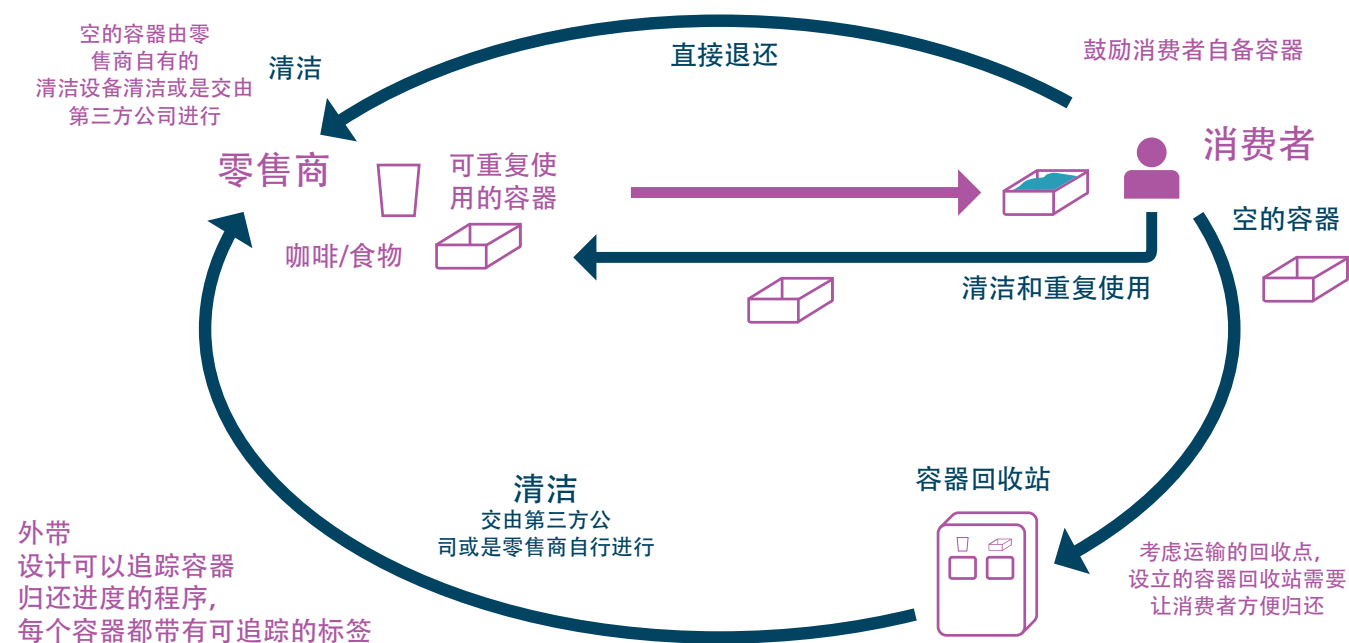 空的容器由零
售商自有的
清洁设备清洁或是交由
第三方公司进行
清洁
直接退还
鼓励消费者自备容器
零售商
可重复使
用的容器
消费者
咖啡/食物
空的容器
清洁和重复使用
容器回收站
清洁
交由第三方公
司或是零售商自行进行
外带
设计可以追踪容器
归还进度的程序,
每个容器都带有可追踪的标签
考虑运输的回收点,
设立的容器回收站需要
让消费者方便归还